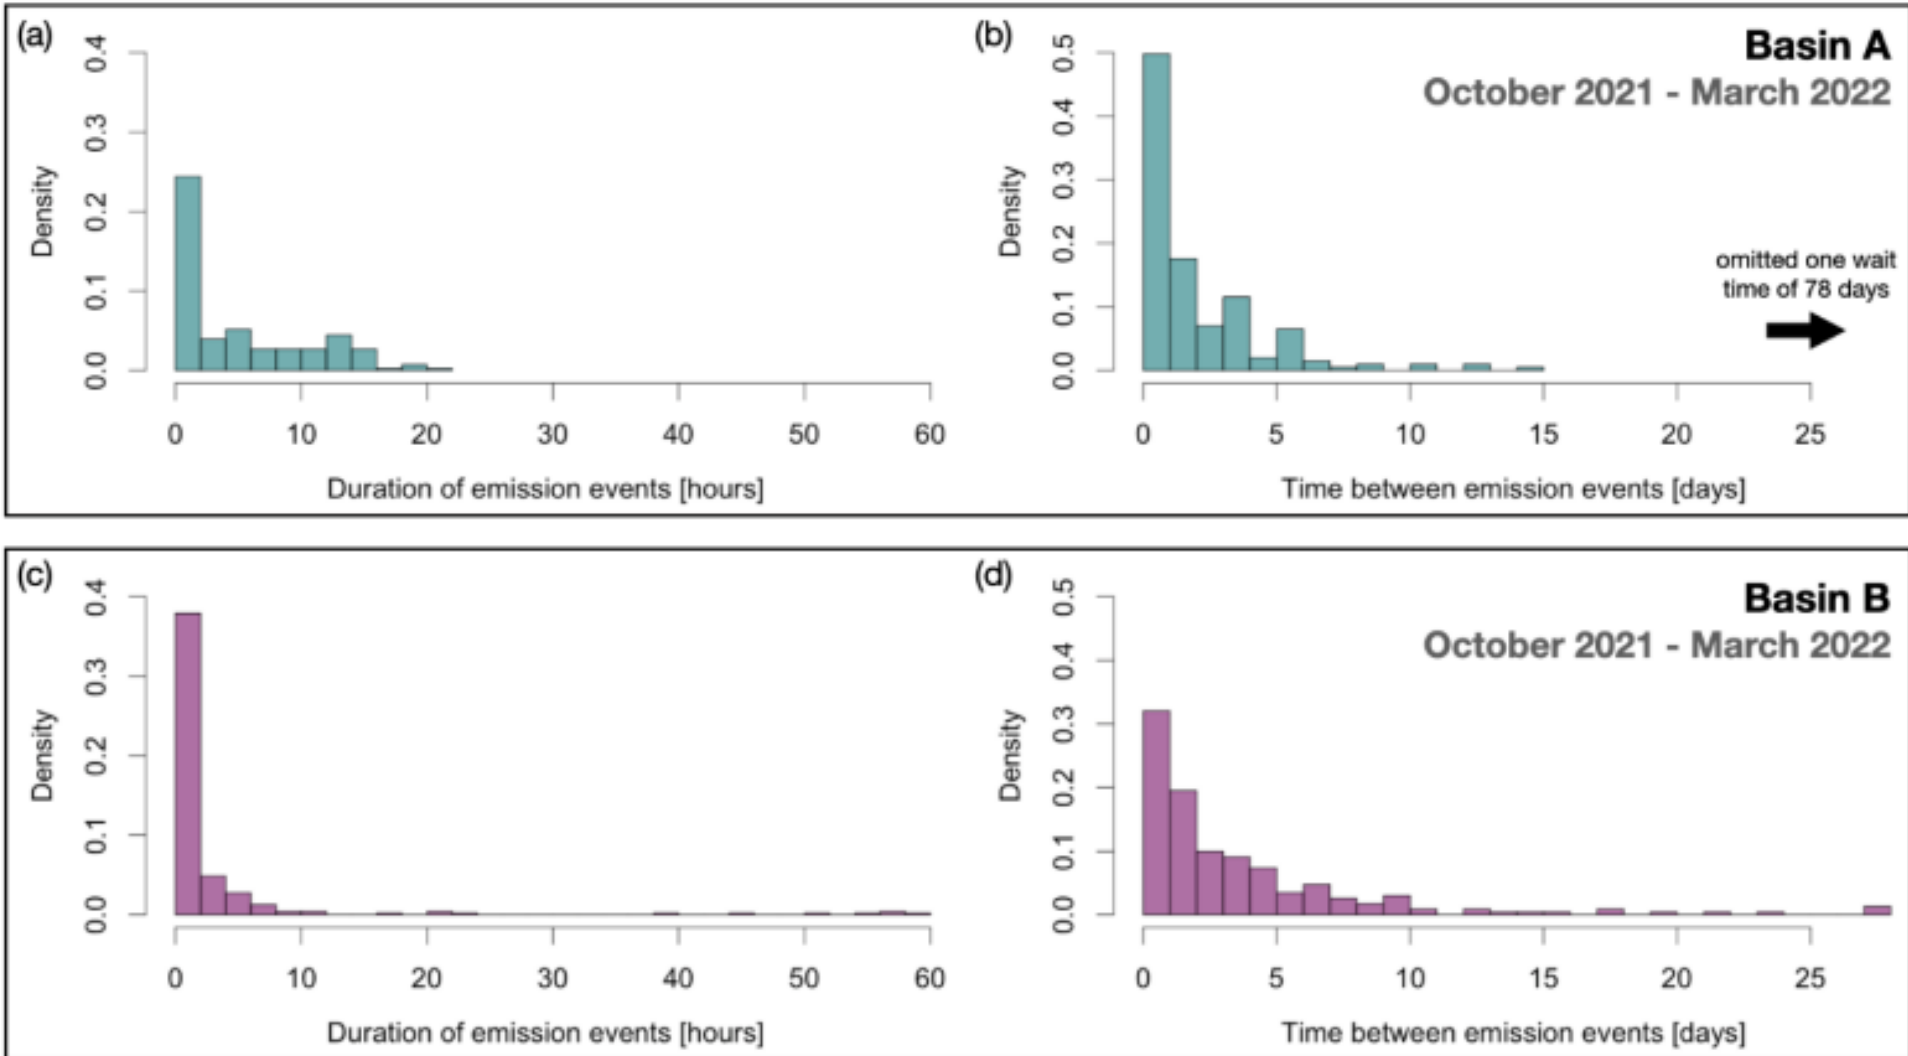 (a)
0.4
0.3
0.2
0.1
0.0
Density
0 10 20 30 40 50 60
Duration of emission events [hours]
(b)
Basin A
October 2021 - March 2022
0.5
0.4
0.3
0.2
0.1
0.0
Density
omitted one wait
time of 78 days
0 5 10 15 20 25
Time between emission events [days]
(c)
0.4
0.3
0.2
0.1
0.0
Density
0 10 20 30 40 50 60
Duration of emission events [hours]
(d)
Basin B
October 2021 - March 2022
0.5
0.4
0.3
0.2
0.1
0.0
Density
0 5 10 15 20 25
Time between emission events [days]